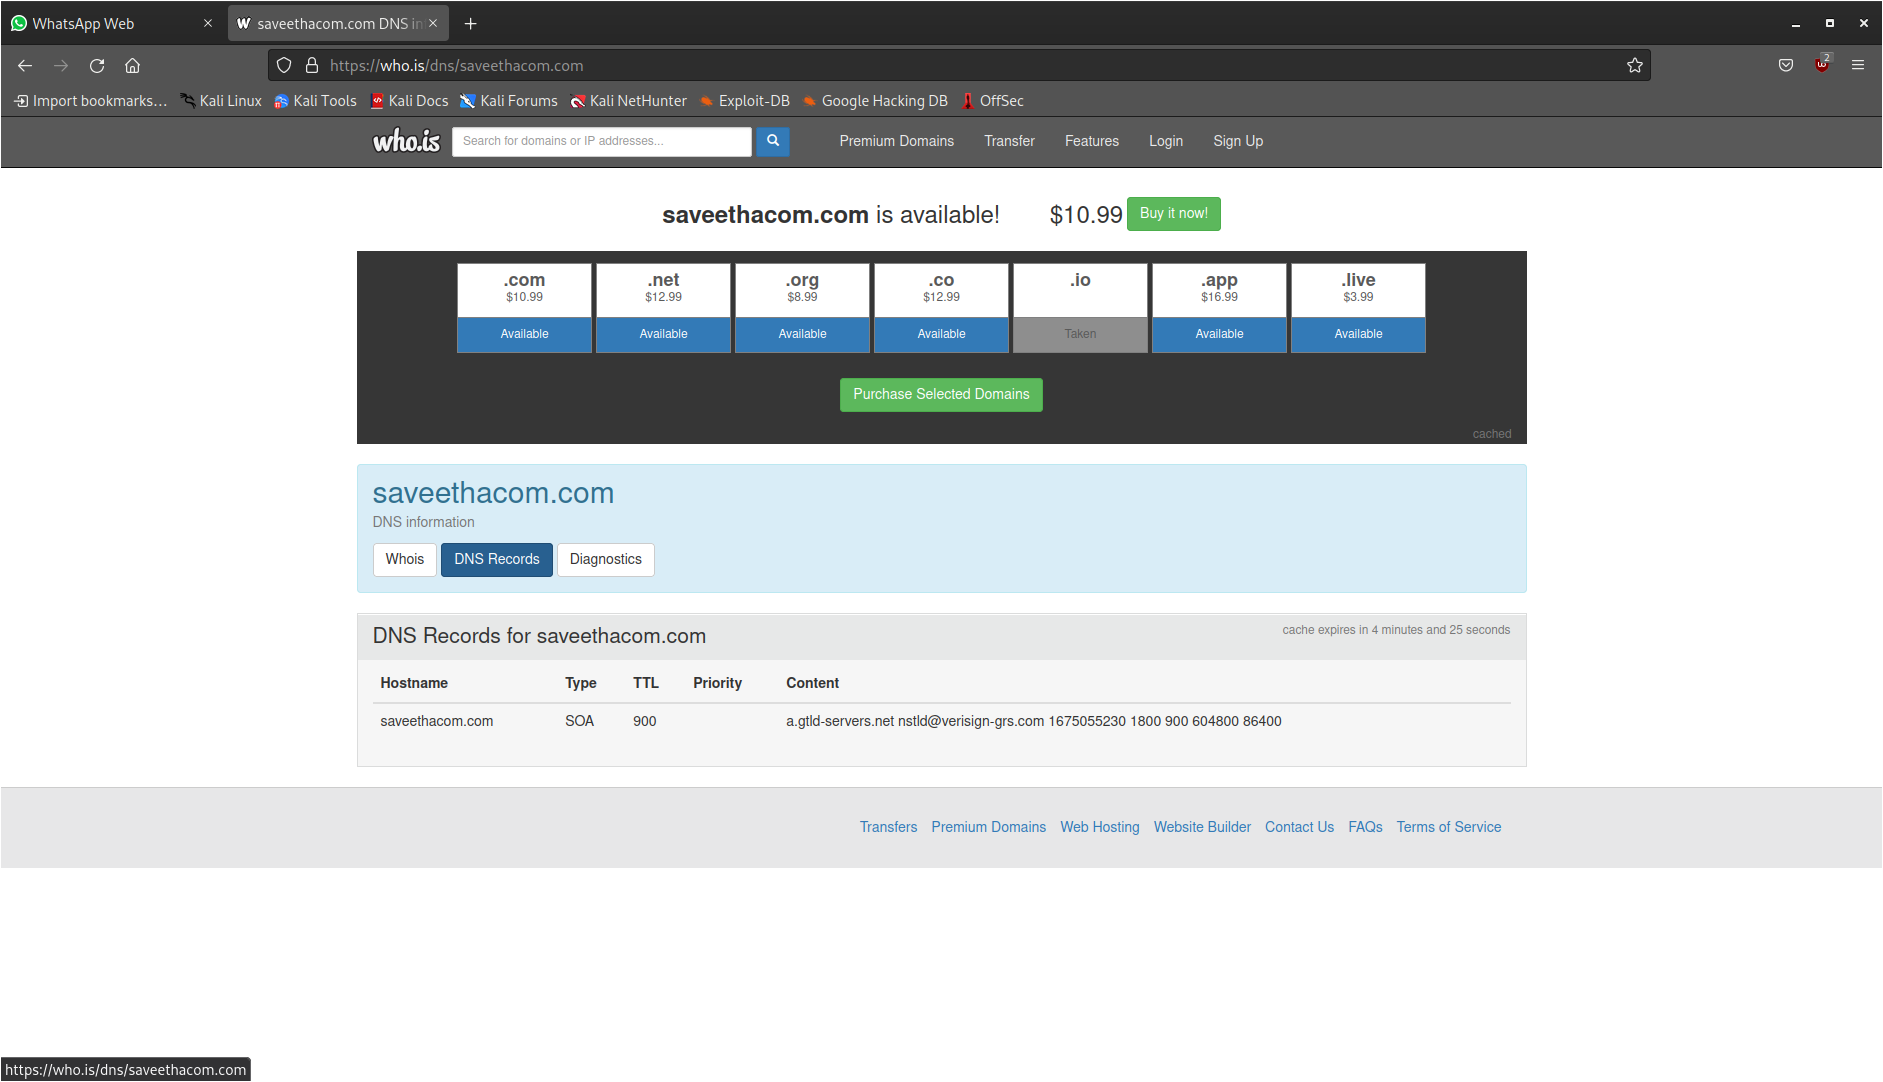 WhatsApp Web
saveethacom.com DNS in
https://who.is/dns/saveethacom.com
2
Import bookmarks... Kali Linux Kali Tools Kali Docs Kali Forums Kali NetHunter Exploit-DB Google Hacking DB OffSec
who.is Search for domains or IP addresses... Premium Domains Transfer Features Login Sign Up
saveethacom.com is available! $10.99 Buy it now!
.com .net .org .co .io .app .live
$10.99 $12.99 $8.99 $12.99 $16.99 $3.99
Available Available Available Available Taken Available Available
Purchase Selected Domains
cached
saveethacom.com
DNS information
Whois DNS Records Diagnostics
DNS Records for saveethacom.com cache expires in 4 minutes and 25 seconds
Hostname Type TTL Priority Content
saveethacom.com SOA 900 a.gtld-servers.net nstld@verisign-grs.com 1675055230 1800 900 604800 86400
Transfers Premium Domains Web Hosting Website Builder Contact Us FAQs Terms of Service
https://who.is/dns/saveethacom.com